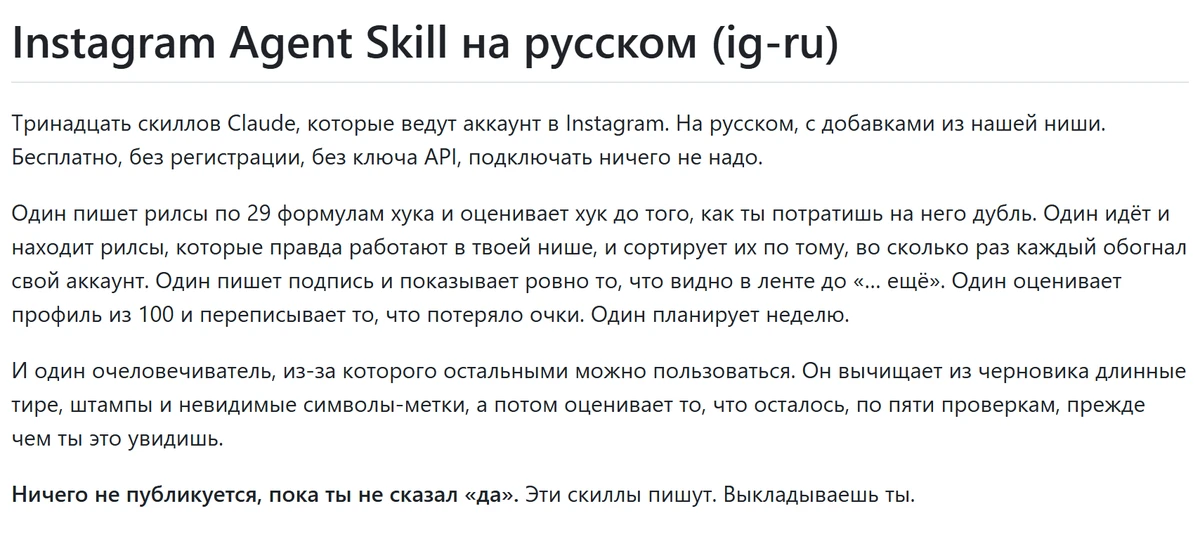 Instagram Agent Skill на русском (ig-ru)
Тринадцать скиллов Claude, которые ведут аккаунт в Instagram. На русском, с добавками из нашей ниши.
Бесплатно, без регистрации, без ключа API, подключать ничего не надо.
Один пишет рилсы по 29 формулам хука и оценивает хук до того, как ты потратишь на него дубль. Один идёт и
находит рилсы, которые правда работают в твоей нише, и сортирует их по тому, во сколько раз каждый обогнал
свой аккаунт. Один пишет подпись и показывает ровно то, что видно в ленте до «... ещё». Один оценивает
профиль из 100 и переписывает то, что потеряло очки. Один планирует неделю.
И один очеловечиватель, из-за которого остальными можно пользоваться. Он вычищает из черновика длинные
тире, штампы и невидимые символы-метки, а потом оценивает то, что осталось, по пяти проверкам, прежде
чем ты это увидишь.
Ничего не публикуется, пока ты не сказал «да». Эти скиллы пишут. Выкладываешь ты.